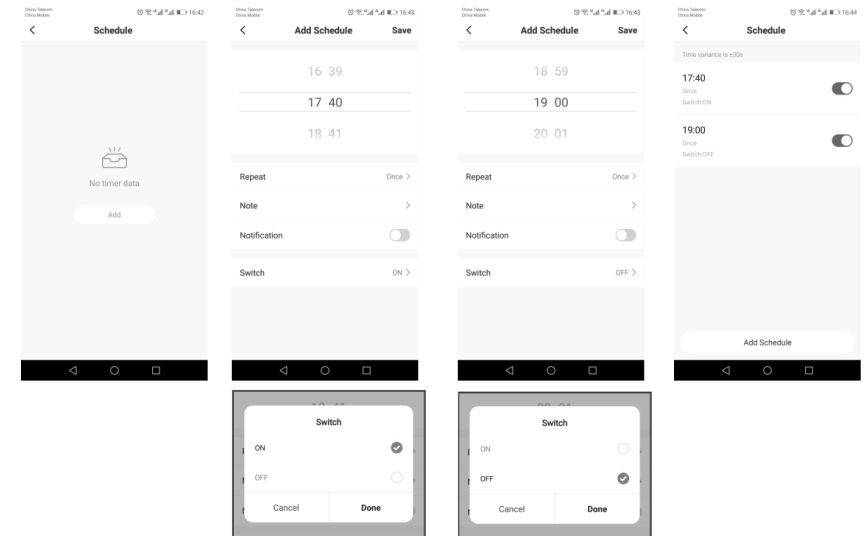 China Telecom
China Mobile
16:42
Schedule
No timer data
Add
China Telecom
China Mobile
16:43
Add Schedule Save
16 39
17 40
18 41
Repeat Once
Note
Notification
Switch ON
Switch
ON
OFF
Cancel Done
China Telecom
China Mobile
16:43
Add Schedule Save
18 59
19 00
20 01
Repeat Once
Note
Notification
Switch OFF
Switch
ON
OFF
Cancel Done
China Telecom
China Mobile
16:44
Schedule
Time variance is ±30s
17:40
Once
Switch:ON
19:00
Once
Switch:OFF
Add Schedule